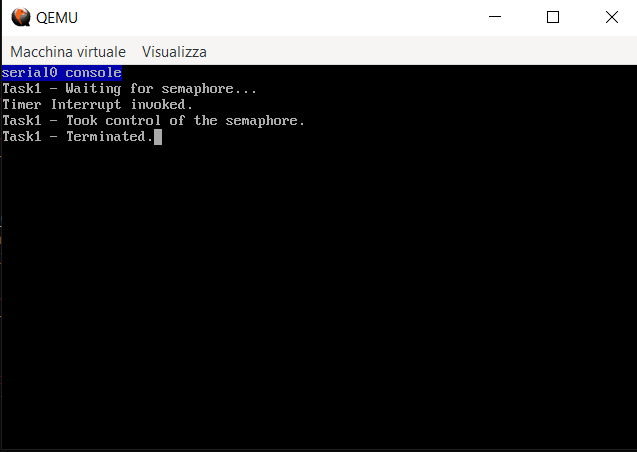 QEMU
Macchina virtuale Visualizza
serial0 console
Task1 - Waiting for semaphore...
Timer Interrupt invoked.
Task1 - Took control of the semaphore.
Task1 - Terminated.